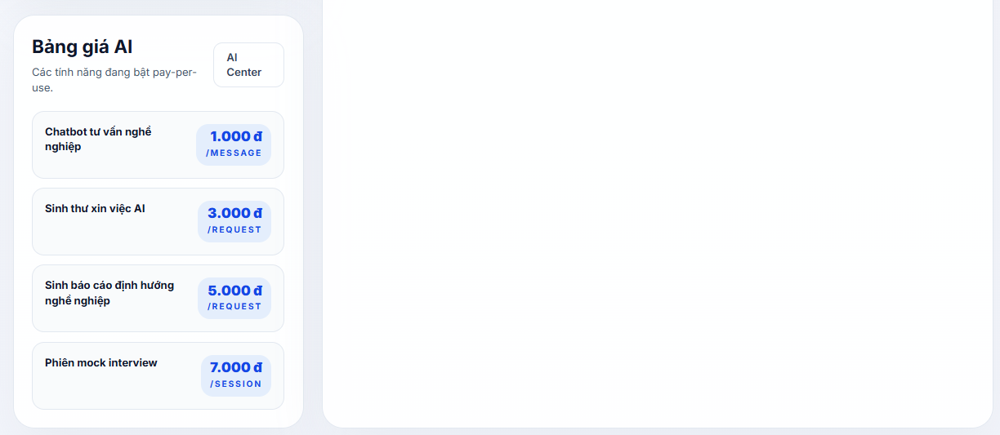 Bảng giá AI
Các tính năng đang bật pay-per-
use.
AI
Center
Chatbot tư vấn nghề
nghiệp
1.000 đ
/MESSAGE
Sinh thư xin việc AI
3.000 đ
/REQUEST
Sinh báo cáo định hướng
nghề nghiệp
5.000 đ
/REQUEST
Phiên mock interview
7.000 đ
/SESSION